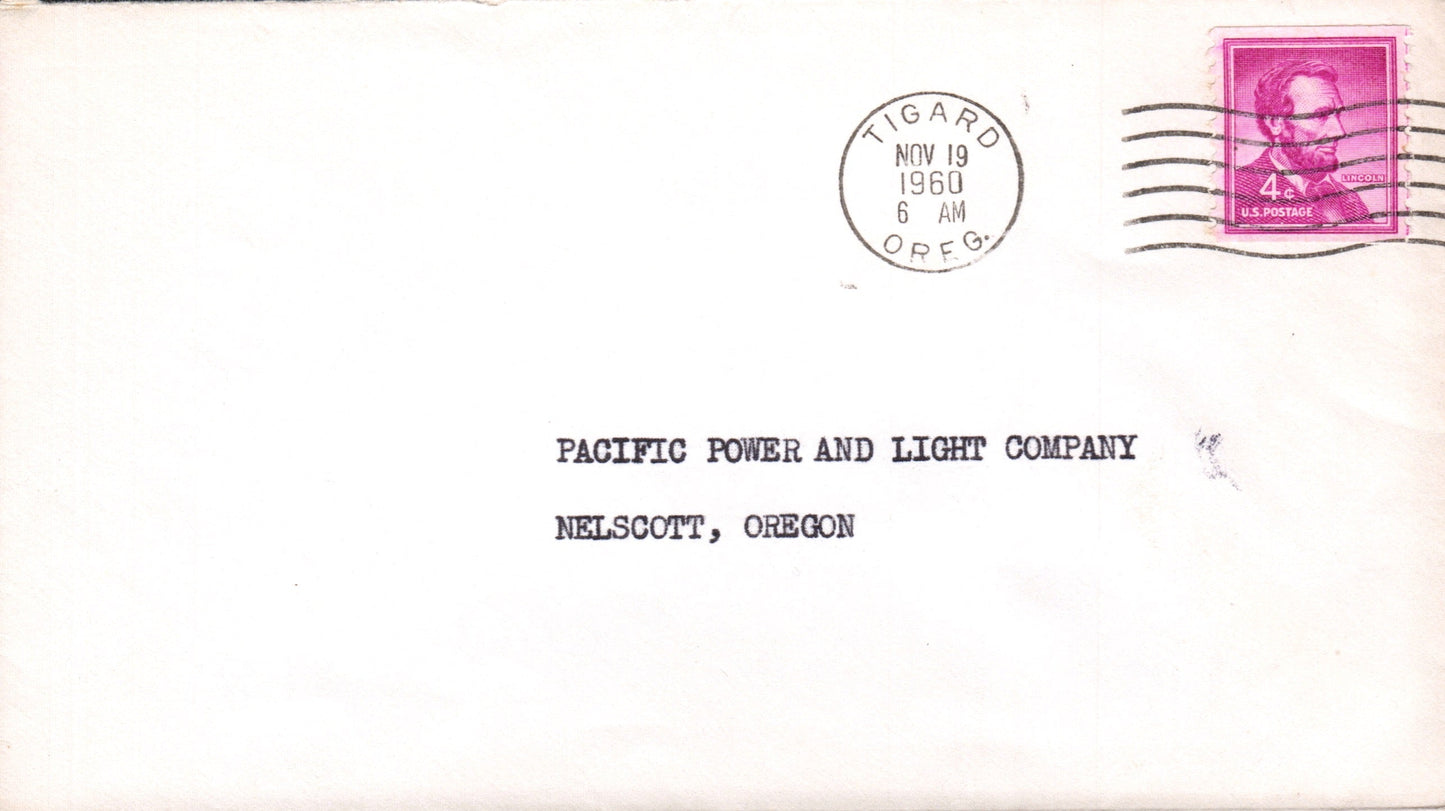 TIGARD
NOV 19
1960
6 AM
OREG.
LINCOLN
4¢
U.S. POSTAGE
PACIFIC POWER AND LIGHT COMPANY
NELSCOTT, OREGON